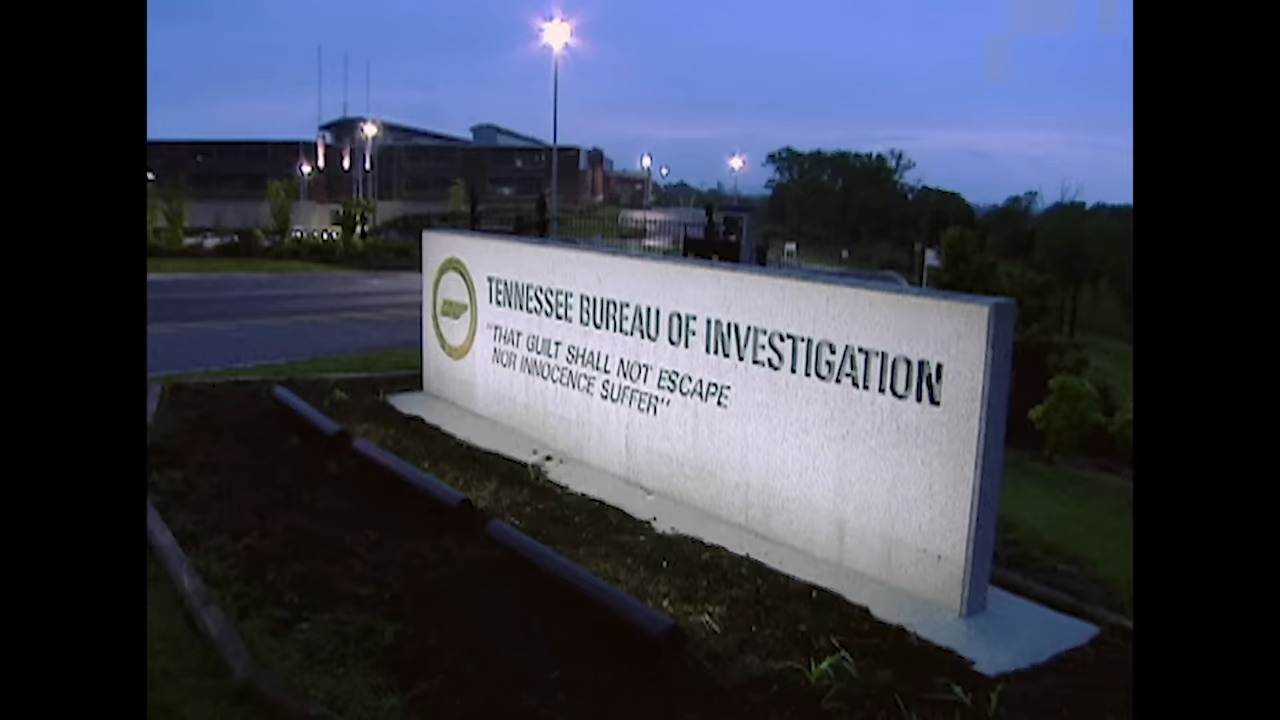 TENNESSEE BUREAU OF INVESTIGATION
"THAT GUILT SHALL NOT ESCAPE
NOR INNOCENCE SUFFER"